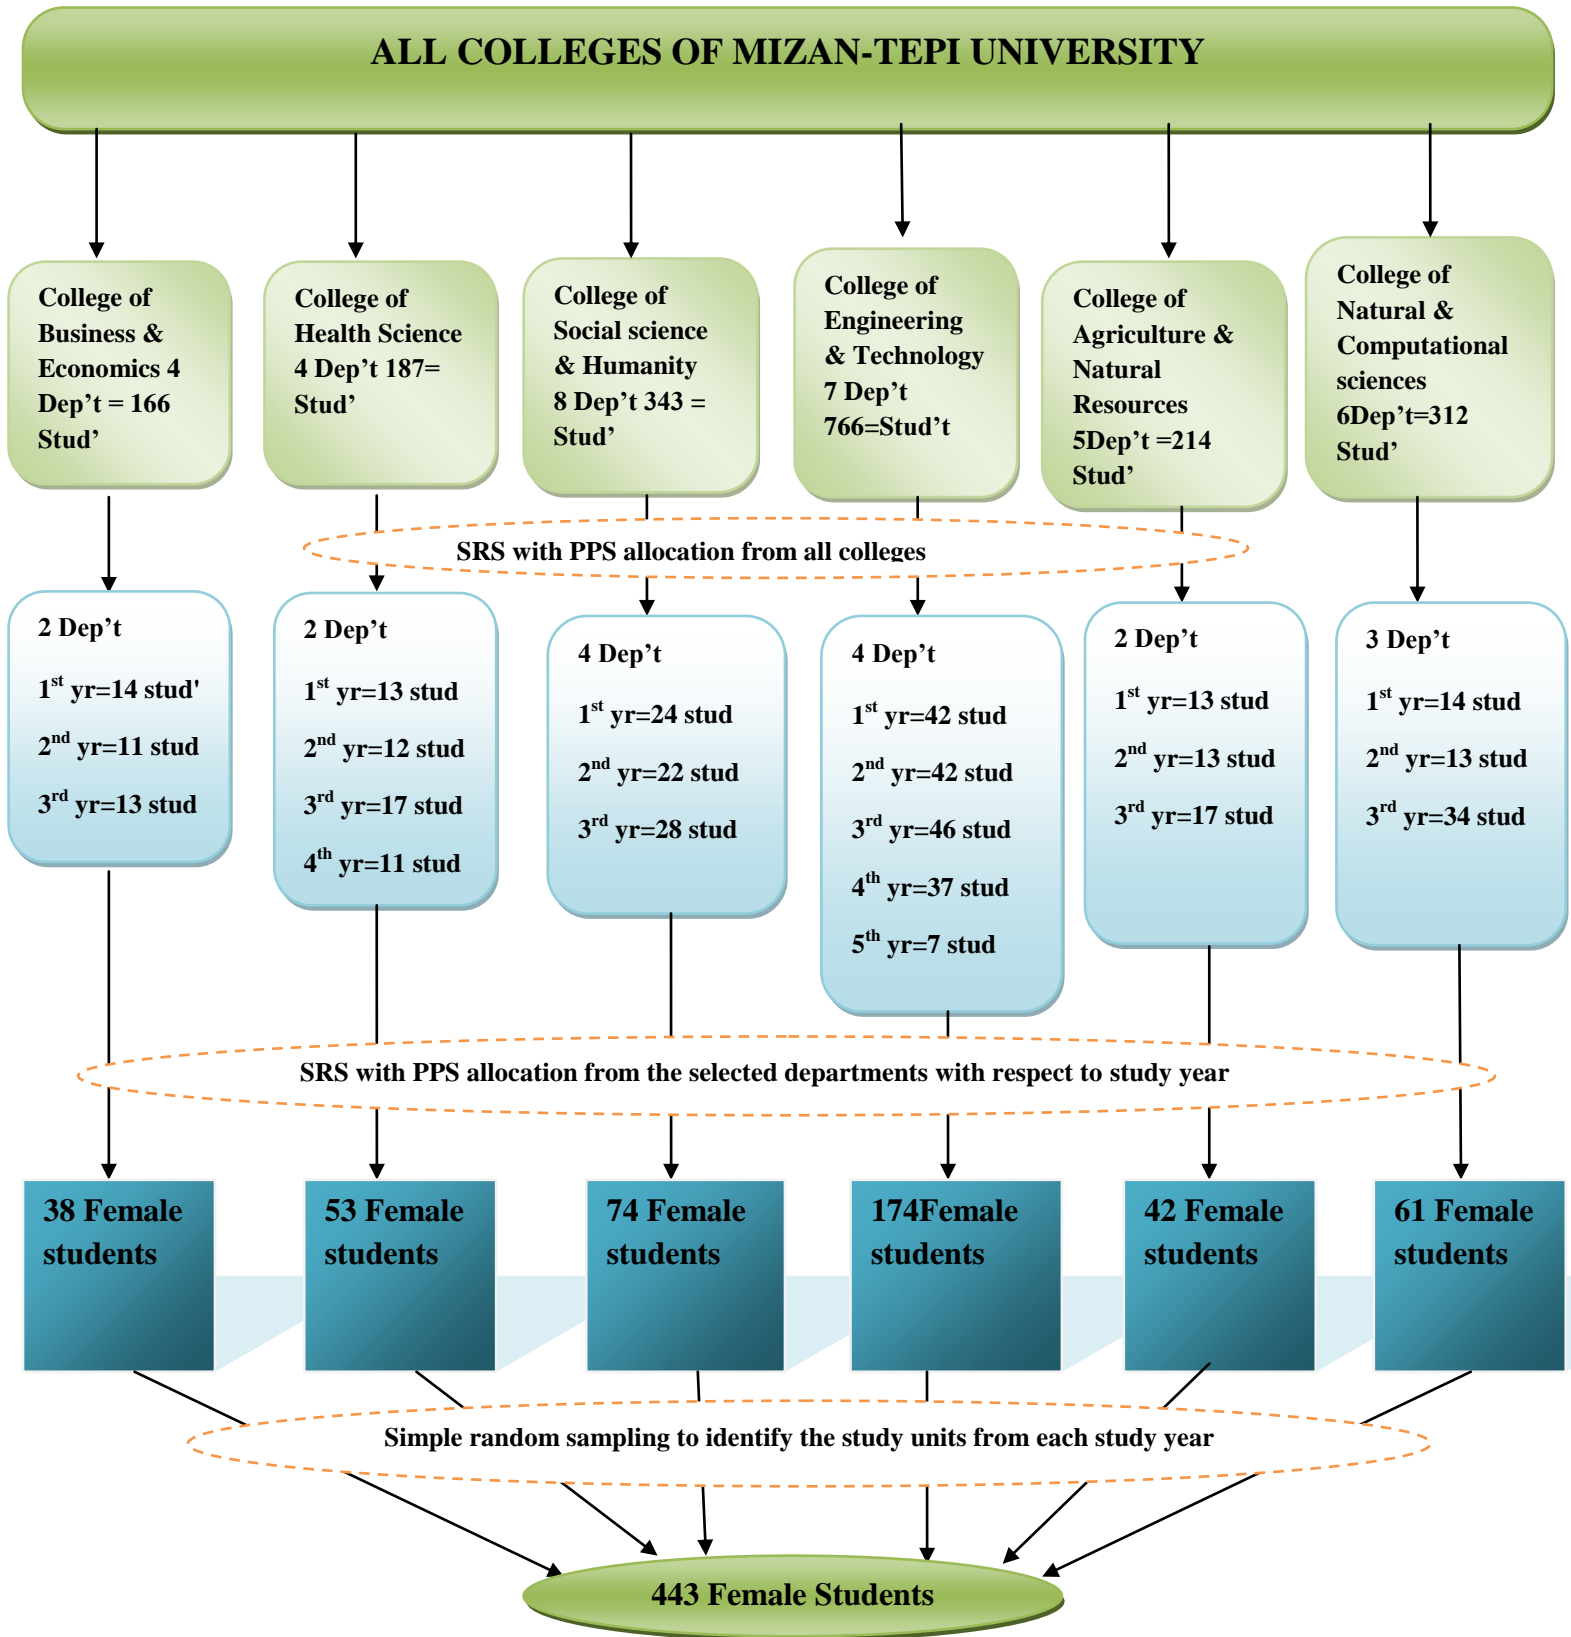 ALL COLLEGES OF MIZAN-TEPI UNIVERSITY
College of
Business &
Economics 4
Dep’t = 166
Stud’
College of
Health Science
4 Dep’t 187=
Stud’
College of
Social science
& Humanity
8 Dep’t 343 =
Stud’
College of
Engineering
& Technology
7 Dep’t
766=Stud’t
College of
Agriculture &
Natural
Resources
5Dep’t =214
Stud’
College of
Natural &
Computational
sciences
6Dep’t=312
Stud’
SRS with PPS allocation from all colleges
2 Dep’t
1st yr=14 stud'
2nd yr=11 stud
3rd yr=13 stud
2 Dep’t
1st yr=13 stud
2nd yr=12 stud
3rd yr=17 stud
4th yr=11 stud
4 Dep’t
1st yr=24 stud
2nd yr=22 stud
3rd yr=28 stud
4 Dep’t
1st yr=42 stud
2nd yr=42 stud
3rd yr=46 stud
4th yr=37 stud
5th yr=7 stud
2 Dep’t
1st yr=13 stud
2nd yr=13 stud
3rd yr=17 stud
3 Dep’t
1st yr=14 stud
2nd yr=13 stud
3rd yr=34 stud
SRS with PPS allocation from the selected departments with respect to study year
38 Female
students
53 Female
students
74 Female
students
174Female
students
42 Female
students
61 Female
students
Simple random sampling to identify the study units from each study year
443 Female Students